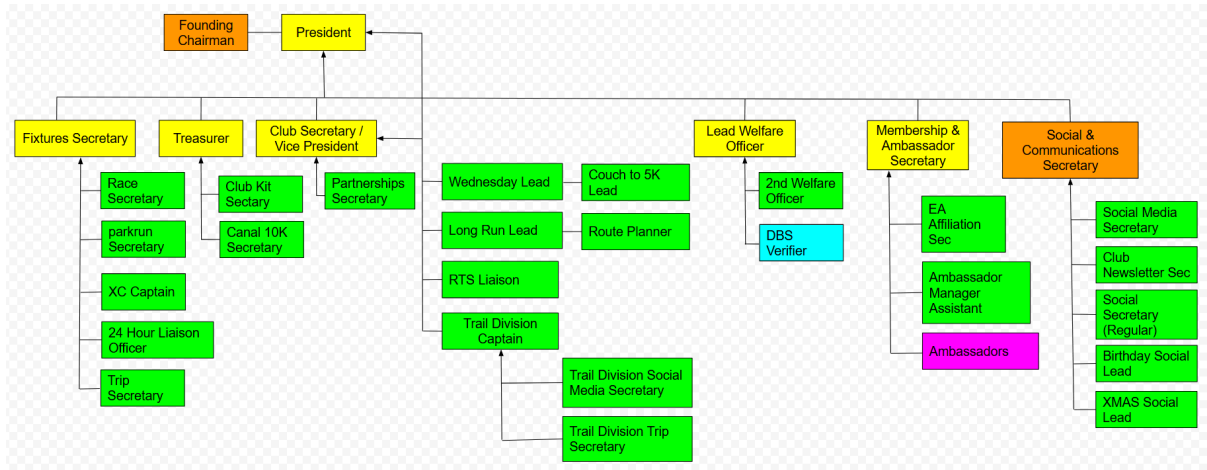 Founding
Chairman
President
Fixtures Secretary
Treasurer
Club Secretary /
Vice President
Lead Welfare
Officer
Membership &
Ambassador
Secretary
Social &
Communications
Secretary
Race
Secretary
parkrun
Secretary
XC Captain
24 Hour Liaison
Officer
Trip
Secretary
Club Kit
Sectary
Canal 10K
Secretary
Partnerships
Secretary
Wednesday Lead
Couch to 5K
Lead
Long Run Lead
Route Planner
RTS Liaison
Trail Division
Captain
Trail Division Social
Media Secretary
Trail Division Trip
Secretary
2nd Welfare
Officer
DBS
Verifier
EA
Affiliation
Sec
Ambassador
Manager
Assistant
Ambassadors
Social Media
Secretary
Club
Newsletter Sec
Social
Secretary
(Regular)
Birthday Social
Lead
XMAS Social
Lead